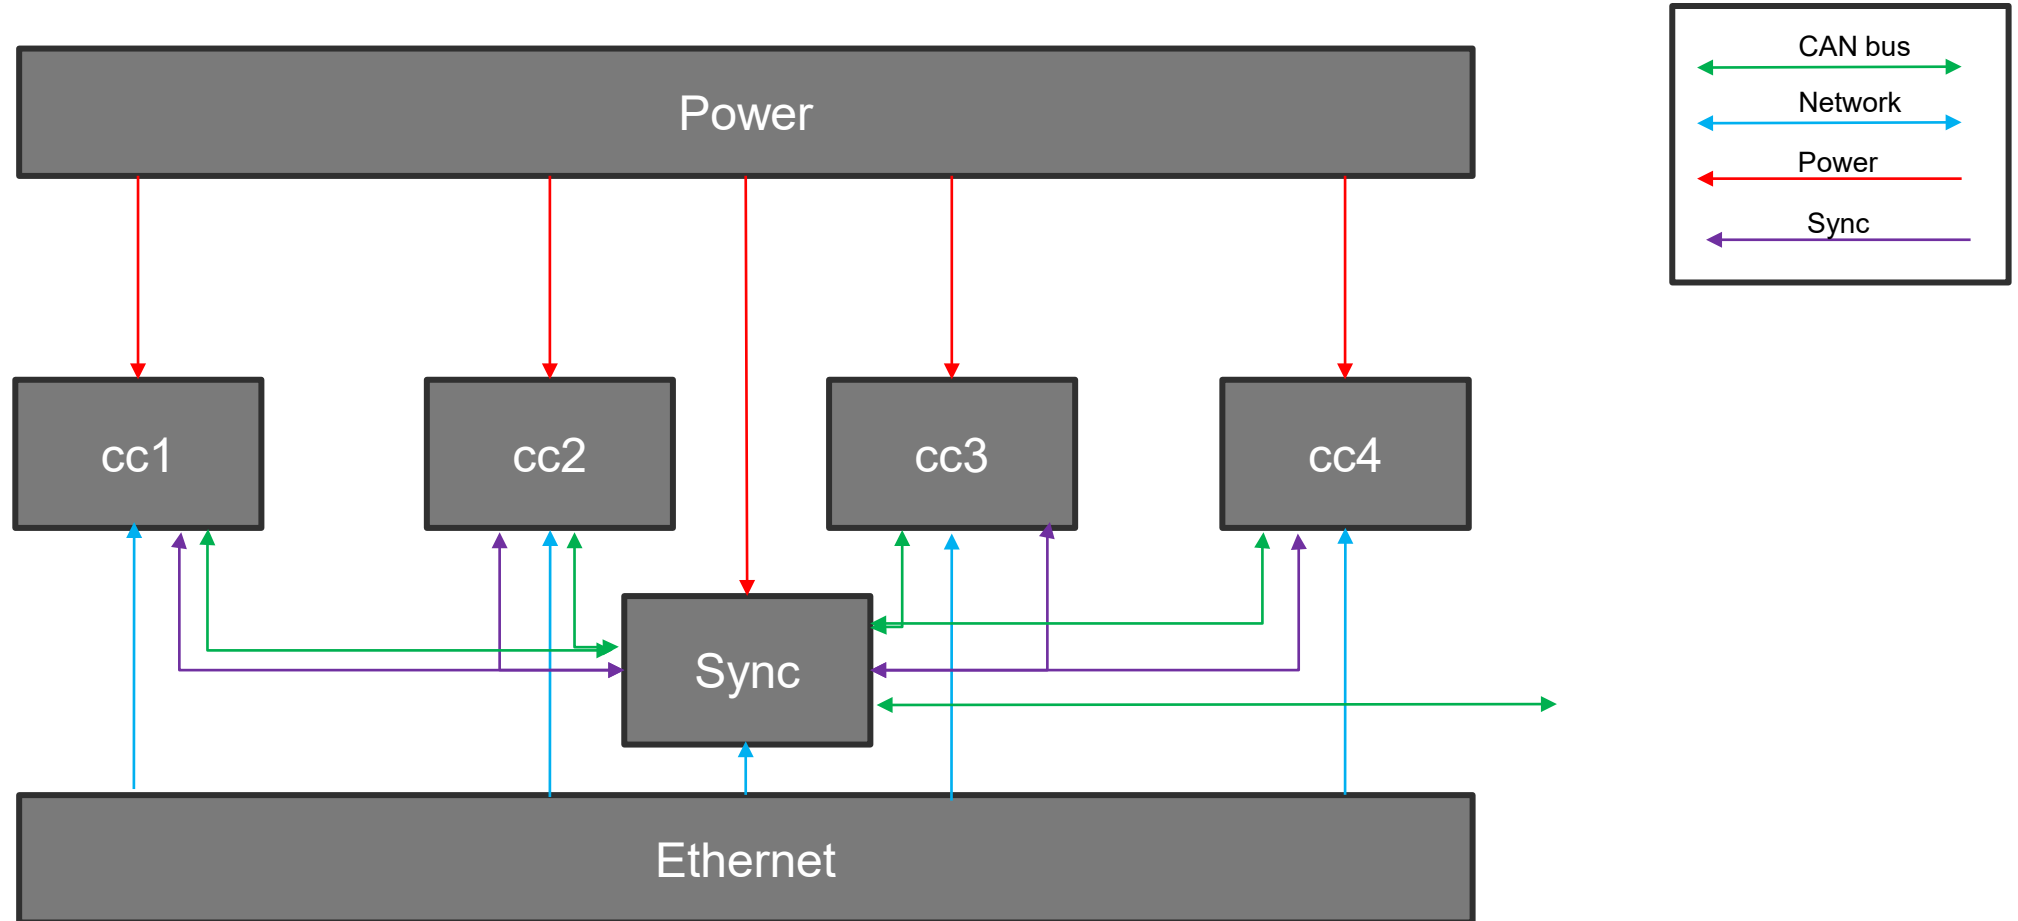 CAN bus
Network
Power
Sync
Power
cc1
cc2
cc3
cc4
Sync
Ethernet